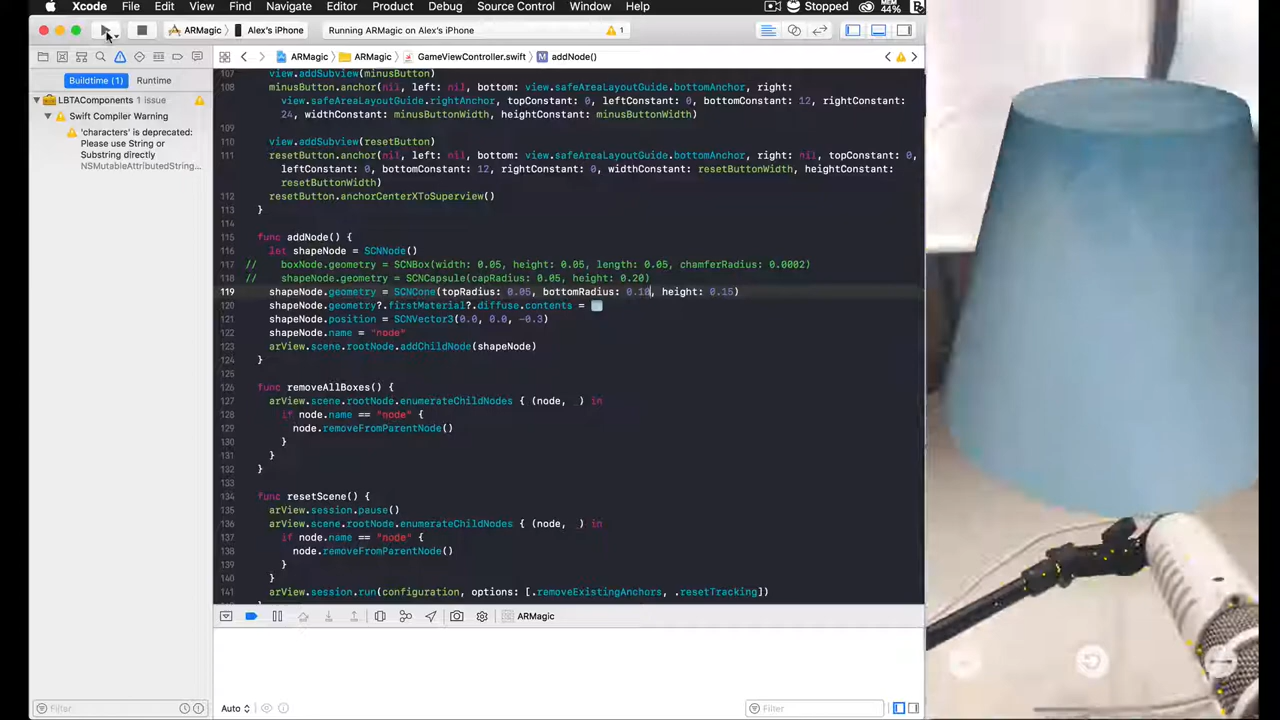 Xcode File Edit View Find Navigate Editor Product Debug Source Control Window Help Stopped MEM 44%
ARMagic Alex's iPhone Running ARMagic on Alex's iPhone 1
ARMagic ARMagic GameViewController.swift M addNode()
Buildtime (1) Runtime
LBTAComponents 1 issue
Swift Compiler Warning
'characters' is deprecated:
Please use String or
Substring directly
NSMutableAttributedString...
107 view.addSubview(minusButton)
108 minusButton.anchor(nil, left: nil, bottom: view.safeAreaLayoutGuide.bottomAnchor, right:
view.safeAreaLayoutGuide.rightAnchor, topConstant: 0, leftConstant: 0, bottomConstant: 12, rightConstant:
24, widthConstant: minusButtonWidth, heightConstant: minusButtonWidth)
109
110 view.addSubview(resetButton)
111 resetButton.anchor(nil, left: nil, bottom: view.safeAreaLayoutGuide.bottomAnchor, right: nil, topConstant: 0,
leftConstant: 0, bottomConstant: 12, rightConstant: 0, widthConstant: resetButtonWidth, heightConstant:
resetButtonWidth)
112 resetButton.anchorCenterXToSuperview()
113 }
114
115 func addNode() {
116 let shapeNode = SCNNode()
117 // boxNode.geometry = SCNBox(width: 0.05, height: 0.05, length: 0.05, chamferRadius: 0.0002)
118 // shapeNode.geometry = SCNCapsule(capRadius: 0.05, height: 0.20)
119 shapeNode.geometry = SCNCone(topRadius: 0.05, bottomRadius: 0.10, height: 0.15)
120 shapeNode.geometry?.firstMaterial?.diffuse.contents =
121 shapeNode.position = SCNVector3(0.0, 0.0, -0.3)
122 shapeNode.name = "node"
123 arView.scene.rootNode.addChildNode(shapeNode)
124 }
125
126 func removeAllBoxes() {
127 arView.scene.rootNode.enumerateChildNodes { (node, _) in
128 if node.name == "node" {
129 node.removeFromParentNode()
130 }
131 }
132 }
133
134 func resetScene() {
135 arView.session.pause()
136 arView.scene.rootNode.enumerateChildNodes { (node, _) in
137 if node.name == "node" {
138 node.removeFromParentNode()
139 }
140 }
141 arView.session.run(configuration, options: [.removeExistingAnchors, .resetTracking])
ARMagic
Filter Auto Filter